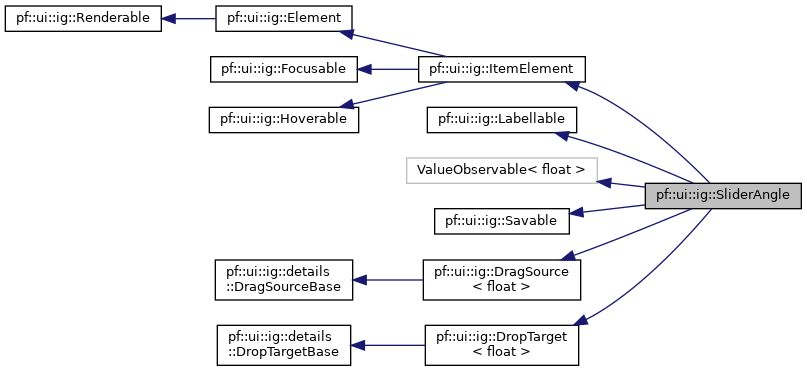 pf::ui::ig::Renderable
pf::ui::ig::Element
pf::ui::ig::Focusable
pf::ui::ig::ItemElement
pf::ui::ig::Hoverable
pf::ui::ig::Labellable
ValueObservable< float >
pf::ui::ig::SliderAngle
pf::ui::ig::Savable
pf::ui::ig::details
::DragSourceBase
pf::ui::ig::DragSource
< float >
pf::ui::ig::details
::DropTargetBase
pf::ui::ig::DropTarget
< float >